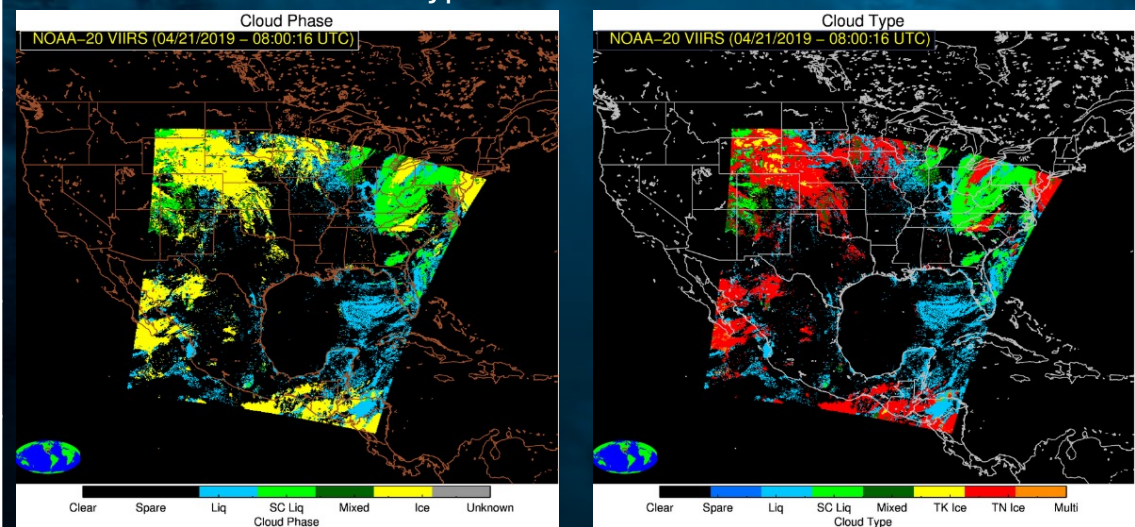 Cloud Phase
NOAA-20 VIIRS (04/21/2019 – 08:00:16 UTC)
Clear Spare Liq SC Liq Mixed Ice Unknown
Cloud Phase
Cloud Type
NOAA-20 VIIRS (04/21/2019 – 08:00:16 UTC)
Clear Spare Liq SC Liq Mixed TK Ice TN Ice Multi
Cloud Type